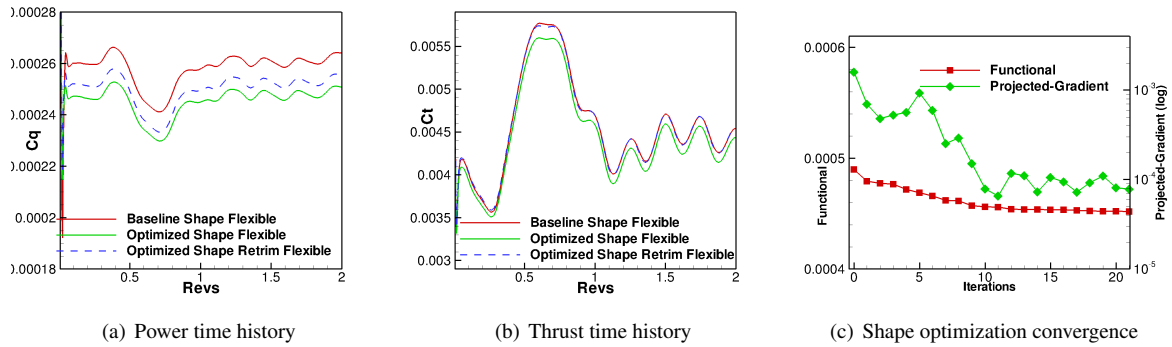 0.00028
0.00026
0.00024
0.00022
0.0002
0.00018
Cq
Baseline Shape Flexible
Optimized Shape Flexible
Optimized Shape Retrim Flexible
0.5
1
1.5
2
Revs
(a) Power time history
0.0055
0.005
0.0045
0.004
0.0035
0.003
Ct
Baseline Shape Flexible
Optimized Shape Flexible
Optimized Shape Retrim Flexible
0.5
1
1.5
2
Revs
(b) Thrust time history
0.0006
0.0005
0.0004
Functional
Functional
Projected-Gradient
10-3
10-4
10-5
Projected-Gradient (log)
0
5
10
15
20
Iterations
(c) Shape optimization convergence